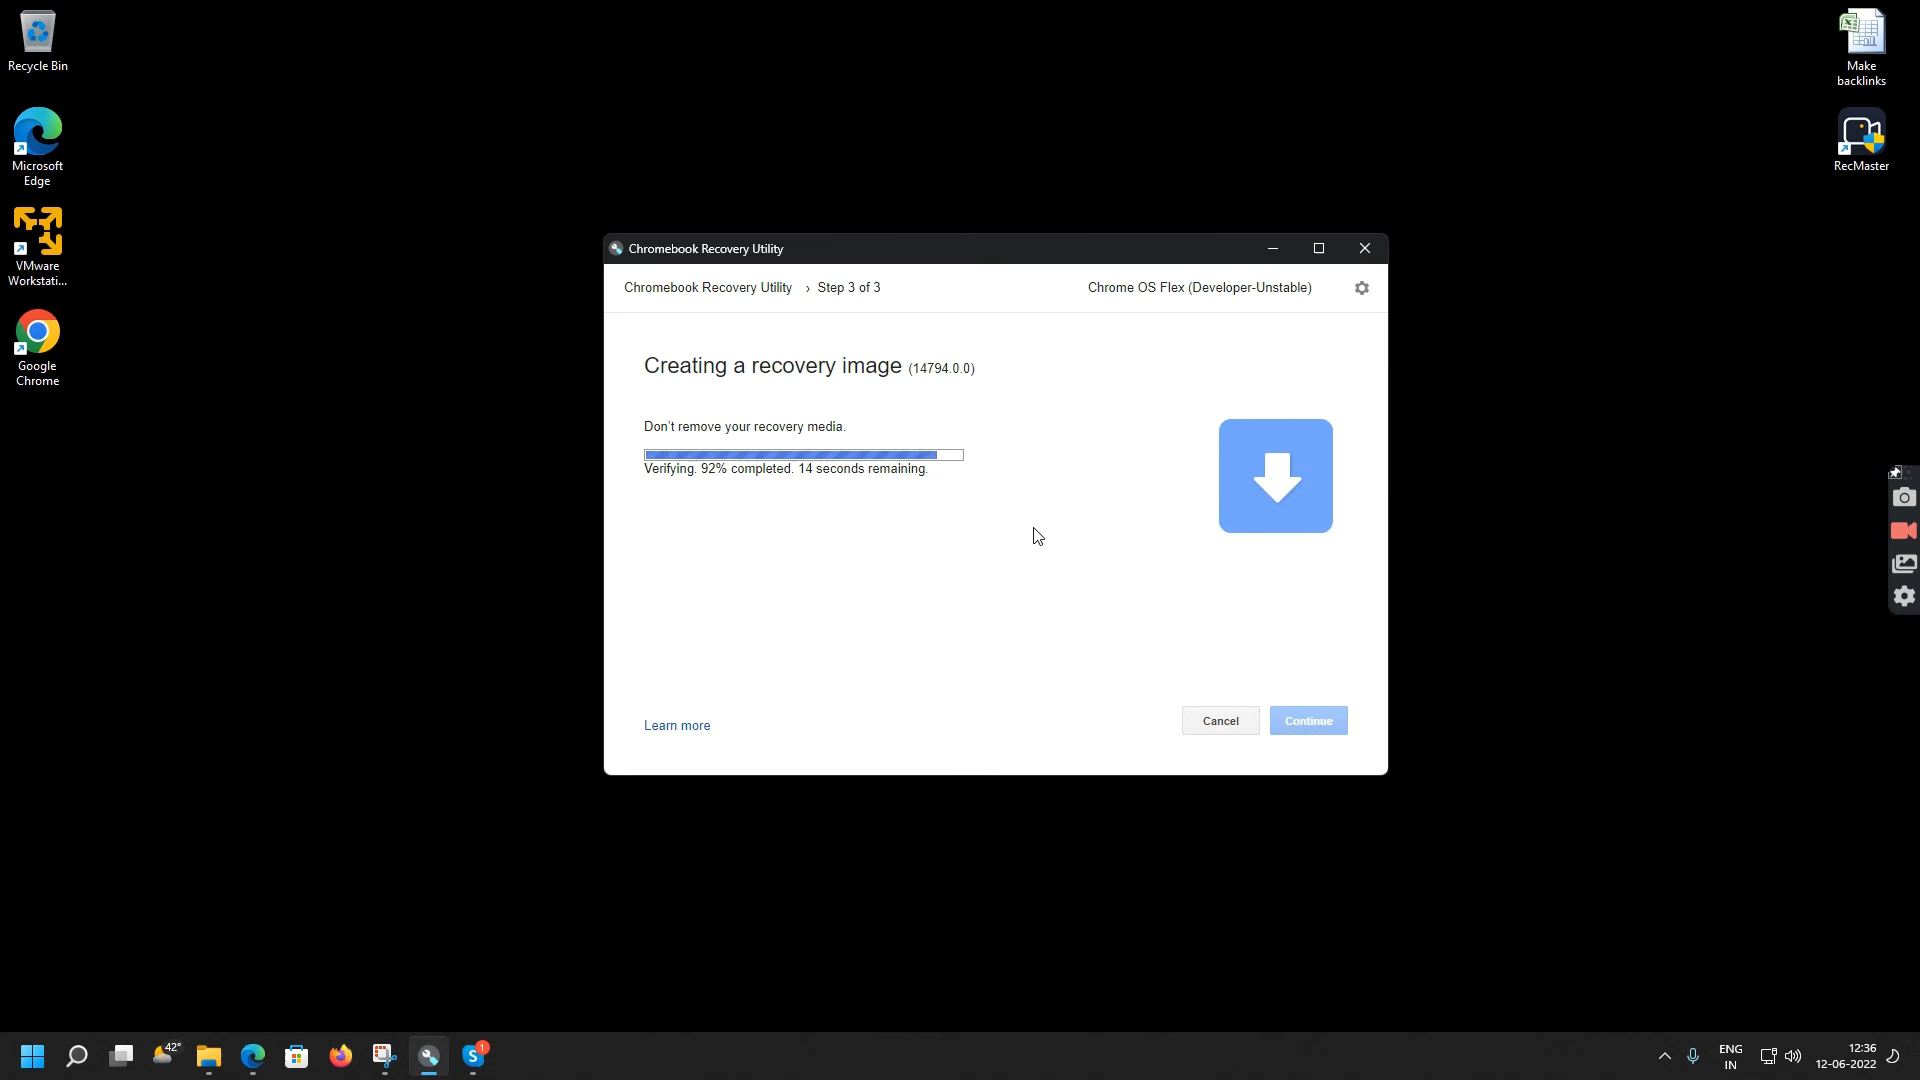 Recycle Bin
Microsoft
Edge
VMware
Workstati...
Google
Chrome
Make
backlinks
RecMaster
Chromebook Recovery Utility
Chromebook Recovery Utility › Step 3 of 3
Chrome OS Flex (Developer-Unstable)
Creating a recovery image (14794.0.0)
Don't remove your recovery media.
Verifying. 92% completed. 14 seconds remaining.
Learn more
Cancel
Continue
42°
S
1
ENG
IN
12:36
12-06-2022